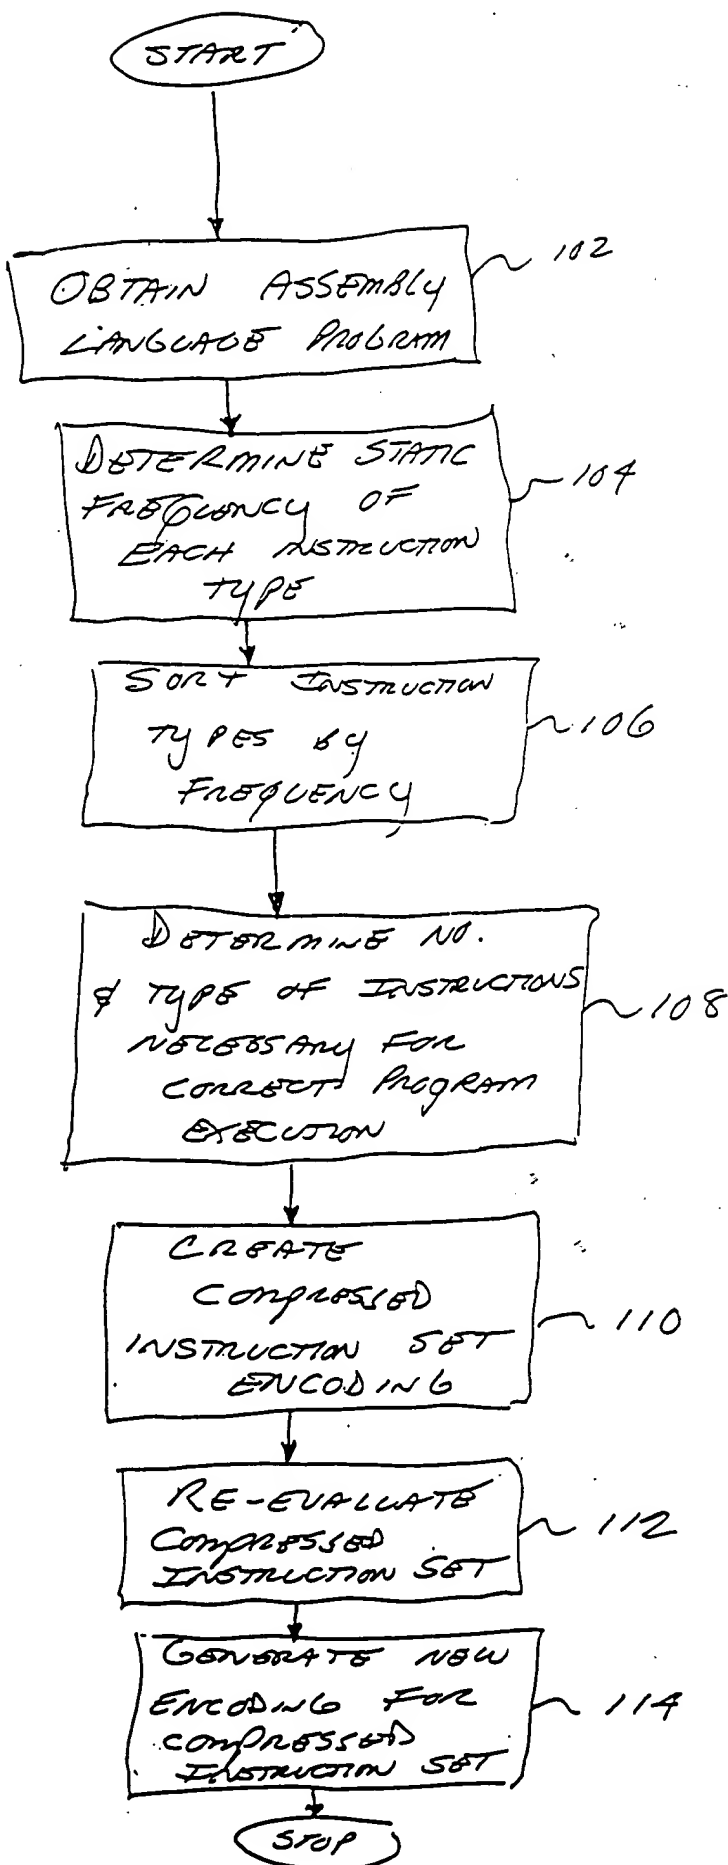 START
102
OBTAIN ASSEMBLY
LANGUAGE PROGRAM
DETERMINE STATIC
FREQUENCY OF
EACH INSTRUCTION
TYPE
104
SORT INSTRUCTION
TYPES BY
FREQUENCY
106
DETERMINE NO.
& TYPE OF INSTRUCTIONS
NECESSARY FOR
CORRECT PROGRAM
EXECUTION
108
CREATE
COMPRESSED
INSTRUCTION SET
ENCODING
110
RE-EVALUATE
COMPRESSED
INSTRUCTION SET
112
GENERATE NEW
ENCODING FOR
COMPRESSED
INSTRUCTION SET
114
STOP